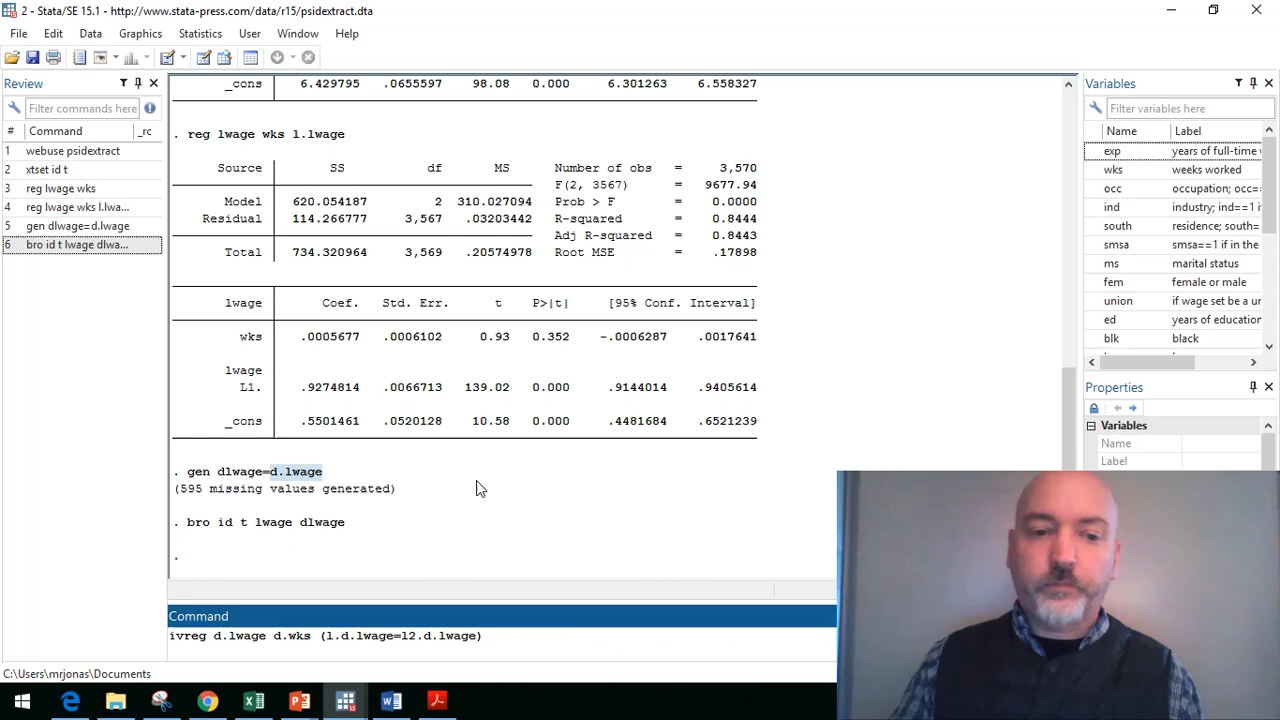 2 - Stata/SE 15.1 - http://www.stata-press.com/data/r15/psidextract.dta
File Edit Data Graphics Statistics User Window Help
Review
Filter commands here
# Command _rc
1 webuse psidextract
2 xtset id t
3 reg lwage wks
4 reg lwage wks l.lwa...
5 gen dlwage=d.lwage
6 bro id t lwage dlwa...
_cons 6.429795 .0655597 98.08 0.000 6.301263 6.558327
. reg lwage wks l.lwage
Source SS df MS Number of obs = 3,570
F(2, 3567) = 9677.94
Model 620.054187 2 310.027094 Prob > F = 0.0000
Residual 114.266777 3,567 .03203442 R-squared = 0.8444
Adj R-squared = 0.8443
Total 734.320964 3,569 .20574978 Root MSE = .17898
lwage Coef. Std. Err. t P>|t| [95% Conf. Interval]
wks .0005677 .0006102 0.93 0.352 -.0006287 .0017641
lwage
L1. .9274814 .0066713 139.02 0.000 .9144014 .9405614
_cons .5501461 .0520128 10.58 0.000 .4481684 .6521239
. gen dlwage=d.lwage
(595 missing values generated)
. bro id t lwage dlwage
.
Command
ivreg d.lwage d.wks (l.d.lwage=l2.d.lwage)
C:\Users\mrjonas\Documents
Variables
Filter variables here
Name Label
exp years of full-time
wks weeks worked
occ occupation; occ=
ind industry; ind==1 i
south residence; south=
smsa smsa==1 if in the
ms marital status
fem female or male
union if wage set be a u
ed years of education
blk black
Properties
Variables
Name
Label